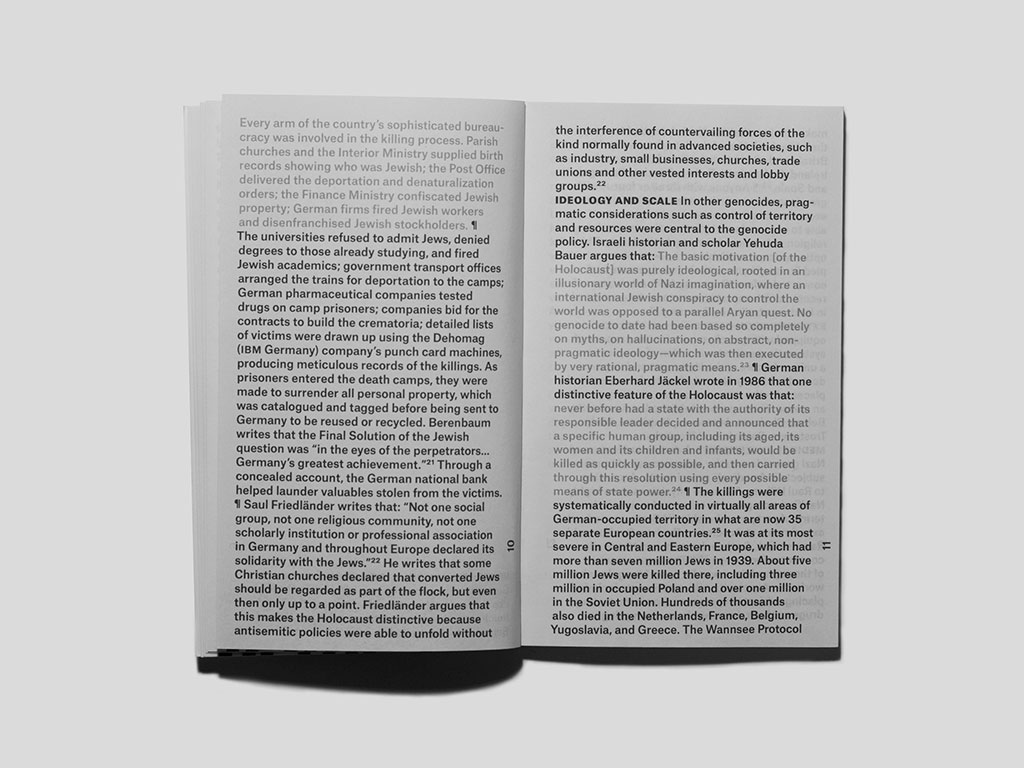 Every arm of the country's sophisticated bureau-
cracy was involved in the killing process. Parish
churches and the Interior Ministry supplied birth
records showing who was Jewish; the Post Office
delivered the deportation and denaturalization
orders; the Finance Ministry confiscated Jewish
property; German firms fired Jewish workers
and disenfranchised Jewish stockholders. ¶
The universities refused to admit Jews, denied
degrees to those already studying, and fired
Jewish academics; government transport offices
arranged the trains for deportation to the camps;
German pharmaceutical companies tested
drugs on camp prisoners; companies bid for the
contracts to build the crematoria; detailed lists
of victims were drawn up using the Dehomag
(IBM Germany) company's punch card machines,
producing meticulous records of the killings. As
prisoners entered the death camps, they were
made to surrender all personal property, which
was catalogued and tagged before being sent to
Germany to be reused or recycled. Berenbaum
writes that the Final Solution of the Jewish
question was “in the eyes of the perpetrators...
Germany's greatest achievement.”²¹ Through a
concealed account, the German national bank
helped launder valuables stolen from the victims.
¶ Saul Friedländer writes that: “Not one social
group, not one religious community, not one
scholarly institution or professional association
in Germany and throughout Europe declared its
solidarity with the Jews.”²² He writes that some
Christian churches declared that converted Jews
should be regarded as part of the flock, but even
then only up to a point. Friedländer argues that
this makes the Holocaust distinctive because
antisemitic policies were able to unfold without
10
the interference of countervailing forces of the
kind normally found in advanced societies, such
as industry, small businesses, churches, trade
unions and other vested interests and lobby
groups.²²
IDEOLOGY AND SCALE In other genocides, prag-
matic considerations such as control of territory
and resources were central to the genocide
policy. Israeli historian and scholar Yehuda
Bauer argues that: The basic motivation [of the
Holocaust] was purely ideological, rooted in an
illusionary world of Nazi imagination, where an
international Jewish conspiracy to control the
world was opposed to a parallel Aryan quest. No
genocide to date had been based so completely
on myths, on hallucinations, on abstract, non-
pragmatic ideology—which was then executed
by very rational, pragmatic means.²³ ¶ German
historian Eberhard Jäckel wrote in 1986 that one
distinctive feature of the Holocaust was that:
never before had a state with the authority of its
responsible leader decided and announced that
a specific human group, including its aged, its
women and its children and infants, would be
killed as quickly as possible, and then carried
through this resolution using every possible
means of state power.²⁴ ¶ The killings were
systematically conducted in virtually all areas of
German-occupied territory in what are now 35
separate European countries.²⁵ It was at its most
severe in Central and Eastern Europe, which had
more than seven million Jews in 1939. About five
million Jews were killed there, including three
million in occupied Poland and over one million
in the Soviet Union. Hundreds of thousands
also died in the Netherlands, France, Belgium,
Yugoslavia, and Greece. The Wannsee Protocol
11